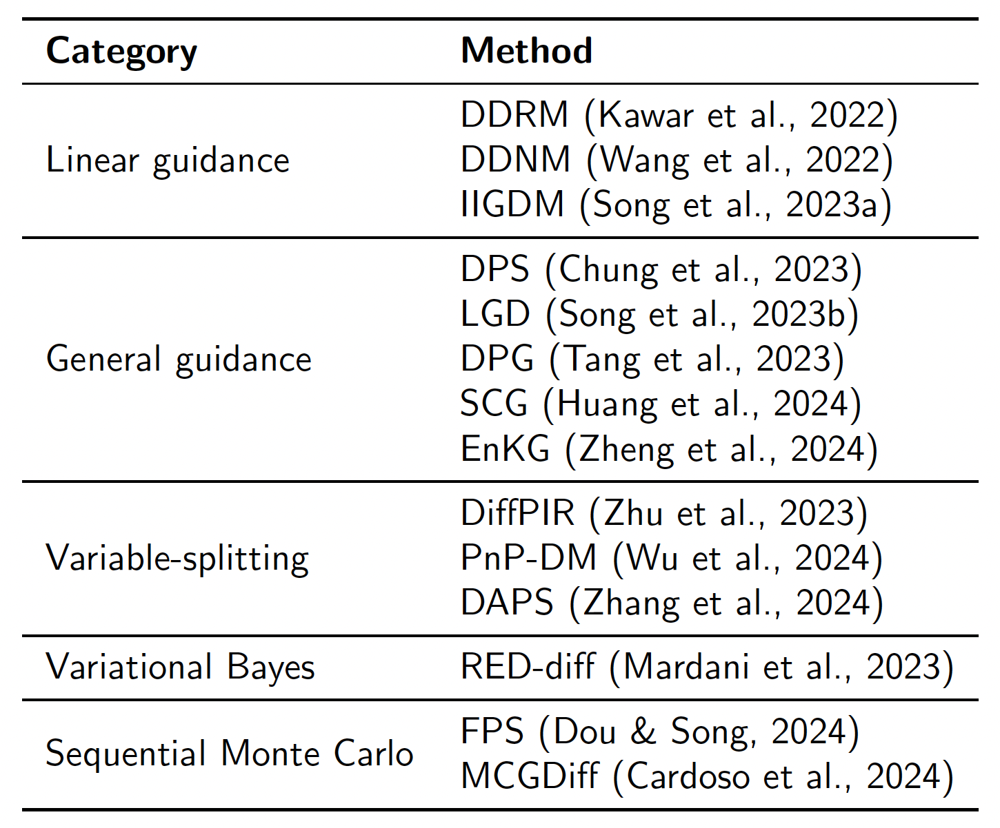 Category Method
DDRM (Kawar et al., 2022)
Linear guidance DDNM (Wang et al., 2022)
IIGDM (Song et al., 2023a)
DPS (Chung et al., 2023)
LGD (Song et al., 2023b)
General guidance DPG (Tang et al., 2023)
SCG (Huang et al., 2024)
EnKG (Zheng et al., 2024)
DiffPIR (Zhu et al., 2023)
Variable-splitting PnP-DM (Wu et al., 2024)
DAPS (Zhang et al., 2024)
Variational Bayes RED-diff (Mardani et al., 2023)
FPS (Dou & Song, 2024)
Sequential Monte Carlo
MCGDiff (Cardoso et al., 2024)